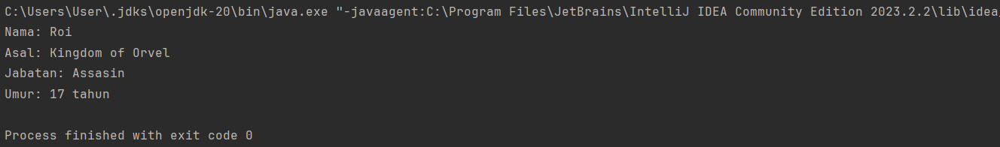 C:\Users\User\.jdks\openjdk-20\bin\java.exe "-javaagent:C:\Program Files\JetBrains\IntelliJ IDEA Community Edition 2023.2.2\lib\idea_
Nama: Roi
Asal: Kingdom of Orvel
Jabatan: Assasin
Umur: 17 tahun
Process finished with exit code 0